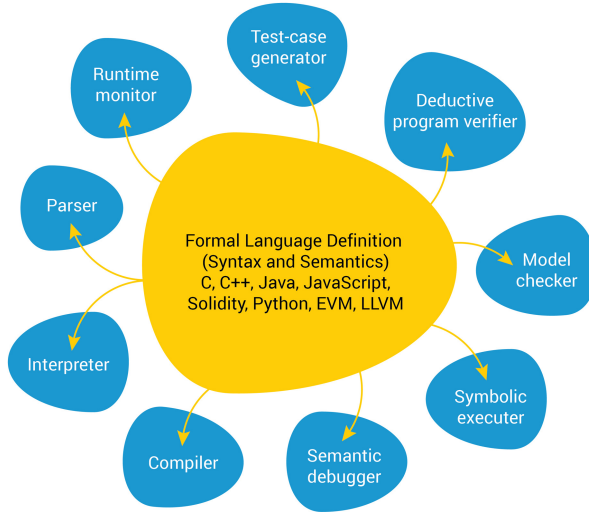 Test-case
generator
Runtime
monitor
Deductive
program verifier
Parser
Formal Language Definition
(Syntax and Semantics)
C, C++, Java, JavaScript,
Solidity, Python, EVM, LLVM
Model
checker
Interpreter
Symbolic
executer
Compiler
Semantic
debugger